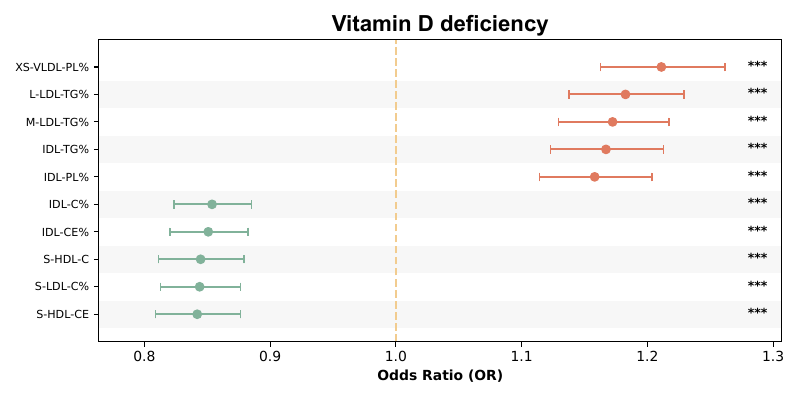 Vitamin D deficiency
XS-VLDL-PL% ***
L-LDL-TG% ***
M-LDL-TG% ***
IDL-TG% ***
IDL-PL% ***
IDL-C% ***
IDL-CE% ***
S-HDL-C ***
S-LDL-C% ***
S-HDL-CE ***
0.8 0.9 1.0 1.1 1.2 1.3
Odds Ratio (OR)